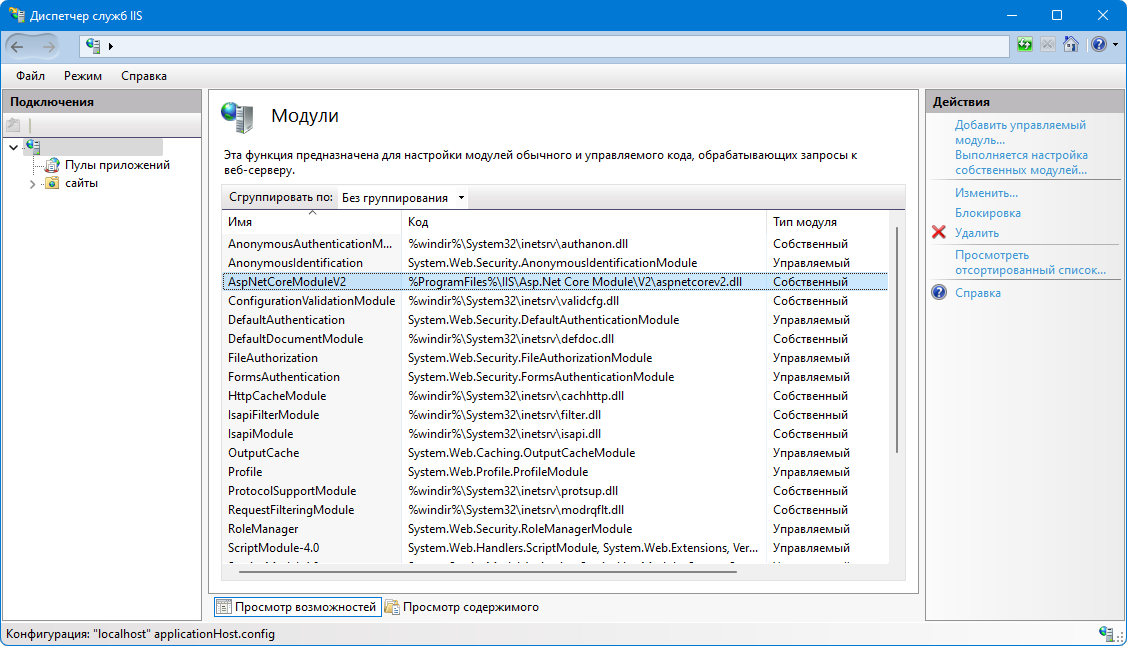 Диспетчер служб IIS
Файл Режим Справка
Подключения
Пулы приложений
сайты
Модули
Эта функция предназначена для настройки модулей обычного и управляемого кода, обрабатывающих запросы к
веб-серверу.
Сгруппировать по: Без группирования
Имя Код Тип модуля
AnonymousAuthenticationM... %windir%\System32\inetsrv\authanon.dll Собственный
AnonymousIdentification System.Web.Security.AnonymousIdentificationModule Управляемый
AspNetCoreModuleV2 %ProgramFiles%\IIS\Asp.Net Core Module\V2\aspnetcorev2.dll Собственный
ConfigurationValidationModule %windir%\System32\inetsrv\validcfg.dll Собственный
DefaultAuthentication System.Web.Security.DefaultAuthenticationModule Управляемый
DefaultDocumentModule %windir%\System32\inetsrv\defdoc.dll Собственный
FileAuthorization System.Web.Security.FileAuthorizationModule Управляемый
FormsAuthentication System.Web.Security.FormsAuthenticationModule Управляемый
HttpCacheModule %windir%\System32\inetsrv\cachhttp.dll Собственный
IsapiFilterModule %windir%\System32\inetsrv\filter.dll Собственный
IsapiModule %windir%\System32\inetsrv\isapi.dll Собственный
OutputCache System.Web.Caching.OutputCacheModule Управляемый
Profile System.Web.Profile.ProfileModule Управляемый
ProtocolSupportModule %windir%\System32\inetsrv\protsup.dll Собственный
RequestFilteringModule %windir%\System32\inetsrv\modrqflt.dll Собственный
RoleManager System.Web.Security.RoleManagerModule Управляемый
ScriptModule-4.0 System.Web.Handlers.ScriptModule, System.Web.Extensions, Ver... Управляемый
Просмотр возможностей Просмотр содержимого
Действия
Добавить управляемый
модуль...
Выполняется настройка
собственных модулей...
Изменить...
Блокировка
Удалить
Просмотреть
отсортированный список...
Справка
Конфигурация: "localhost" applicationHost.config